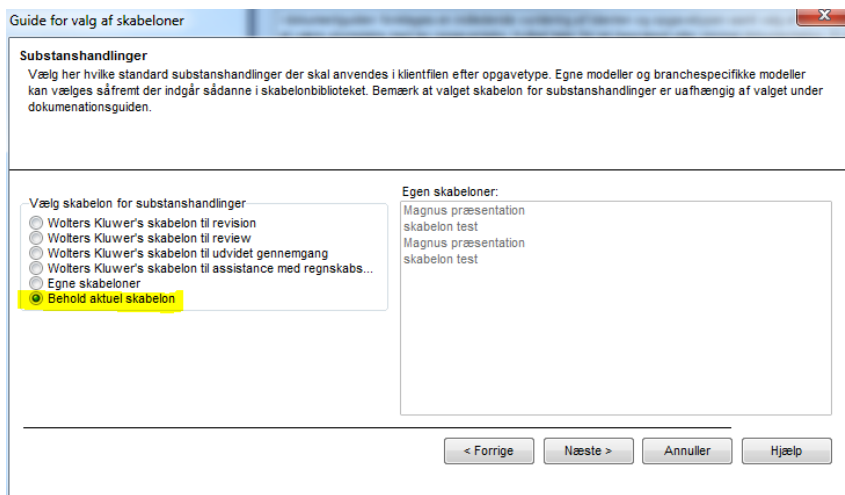 Guide for valg af skabeloner
Substanshandlinger
Vælg her hvilke standard substanshandlinger der skal anvendes i klientfilen efter opgavetype. Egne modeller og branchespecifikke modeller
kan vælges såfremt der indgår sådanne i skabelonbiblioteket. Bemærk at valget skabelon for substanshandlinger er uafhængig af valget under
dokumenationsguiden.
Vælg skabelon for substanshandlinger
Wolters Kluwer's skabelon til revision
Wolters Kluwer's skabelon til review
Wolters Kluwer's skabelon til udvidet gennemgang
Wolters Kluwer's skabelon til assistance med regnskabs...
Egne skabeloner
Behold aktuel skabelon
Egen skabeloner:
Magnus præsentation
skabelon test
Magnus præsentation
skabelon test
< Forrige
Næste >
Annuller
Hjælp